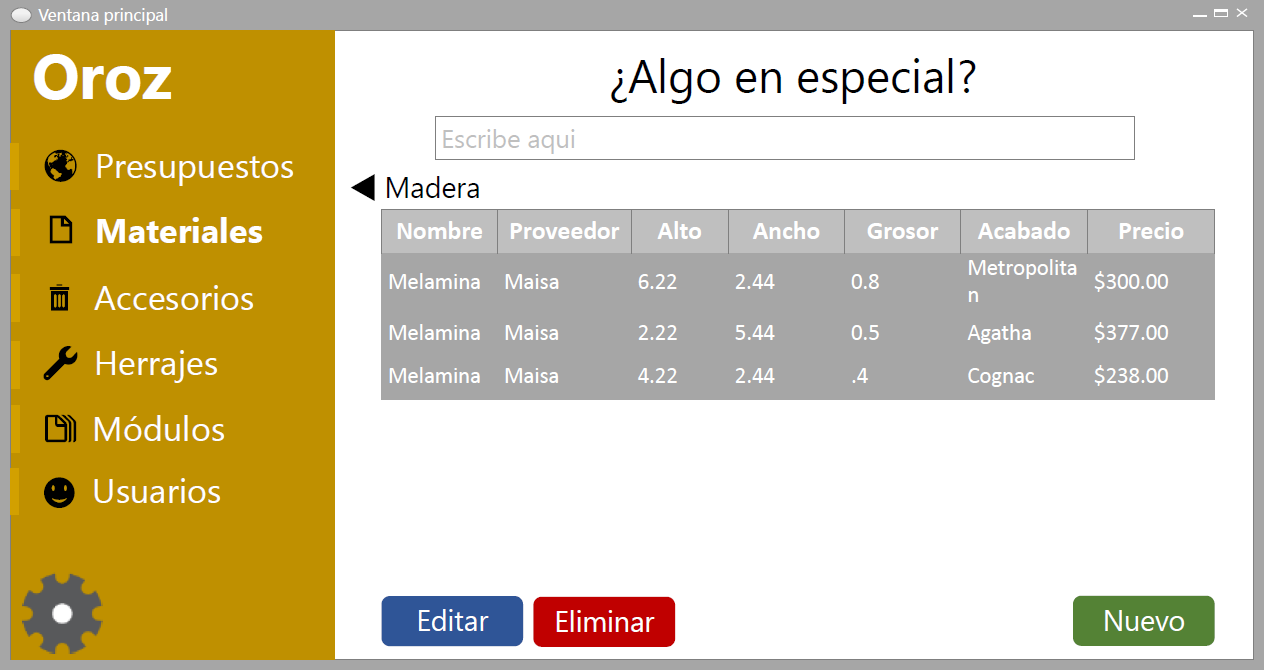 Ventana principal
Oroz
Presupuestos
Materiales
Accesorios
Herrajes
Módulos
Usuarios
¿Algo en especial?
Escribe aqui
Madera
Nombre Proveedor Alto Ancho Grosor Acabado Precio
Melamina Maisa 6.22 2.44 0.8 Metropolita
n $300.00
Melamina Maisa 2.22 5.44 0.5 Agatha $377.00
Melamina Maisa 4.22 2.44 .4 Cognac $238.00
Editar Eliminar Nuevo